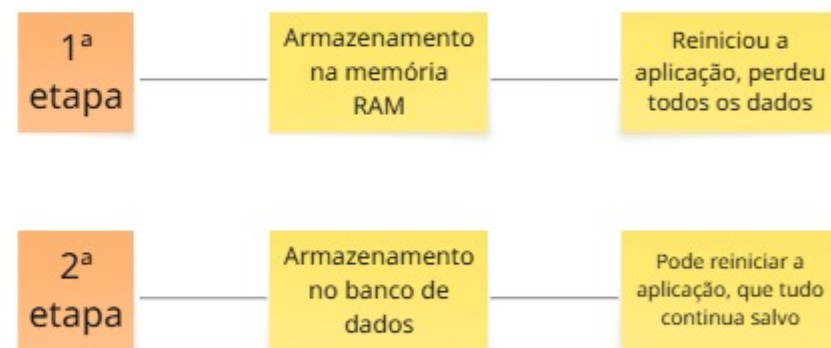 1ª
etapa
Armazenamento
na memória
RAM
Reiniciou a
aplicação, perdeu
todos os dados
2ª
etapa
Armazenamento
no banco de
dados
Pode reiniciar a
aplicação, que tudo
continua salvo